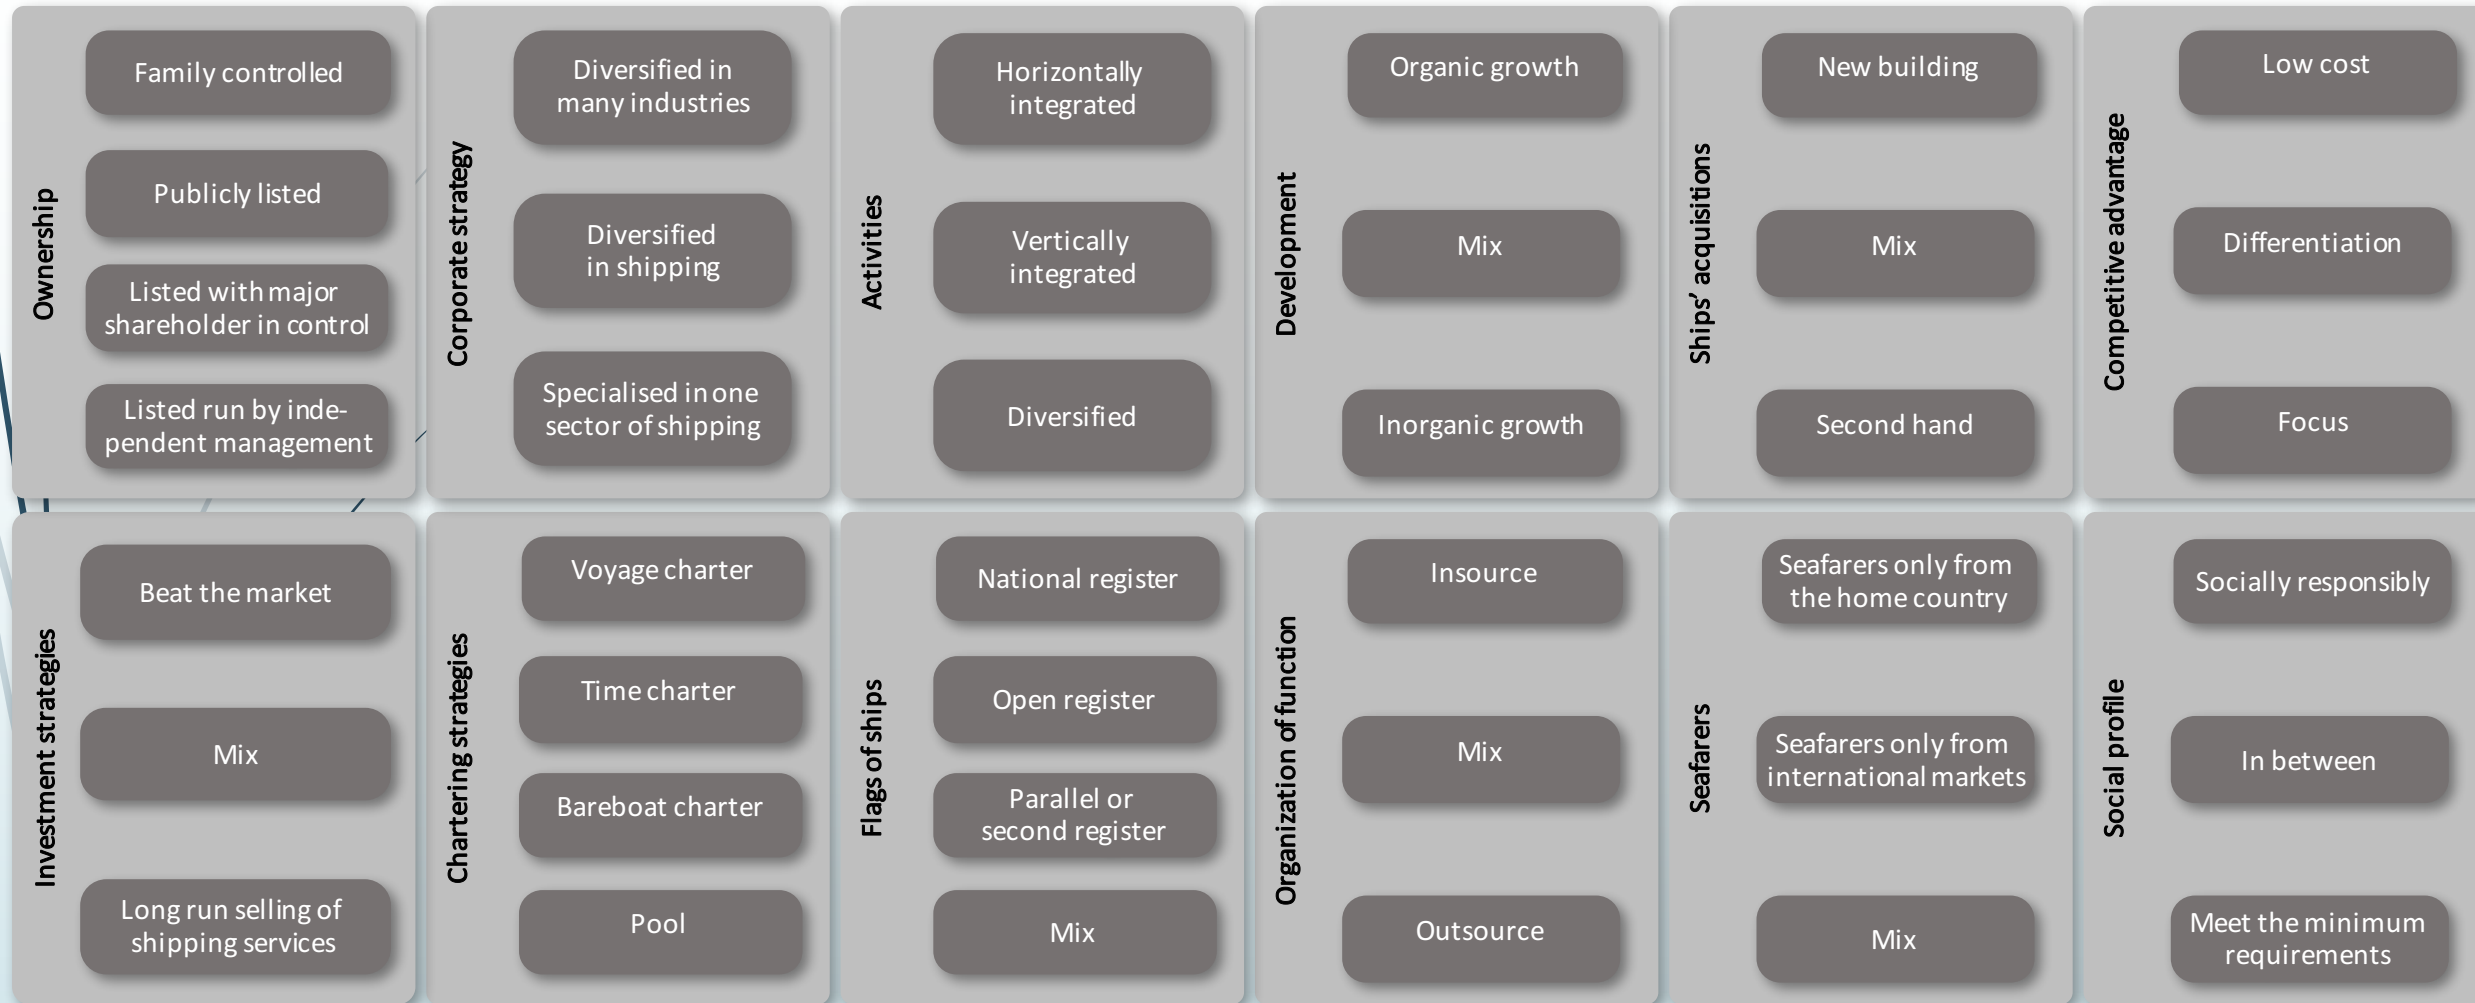 Ownership
Family controlled
Publicly listed
Listed with major
shareholder in control
Listed run by inde-
pendent management
Corporate strategy
Diversified in
many industries
Diversified
in shipping
Specialised in one
sector of shipping
Activities
Horizontally
integrated
Vertically
integrated
Diversified
Development
Organic growth
Mix
Inorganic growth
Ships’ acquisitions
New building
Mix
Second hand
Competitive advantage
Low cost
Differentiation
Focus
Investment strategies
Beat the market
Mix
Long run selling of
shipping services
Chartering strategies
Voyage charter
Time charter
Bareboat charter
Pool
Flags of ships
National register
Open register
Parallel or
second register
Mix
Organization of function
Insource
Mix
Outsource
Seafarers
Seafarers only from
the home country
Seafarers only from
international markets
Mix
Social profile
Socially responsibly
In between
Meet the minimum
requirements